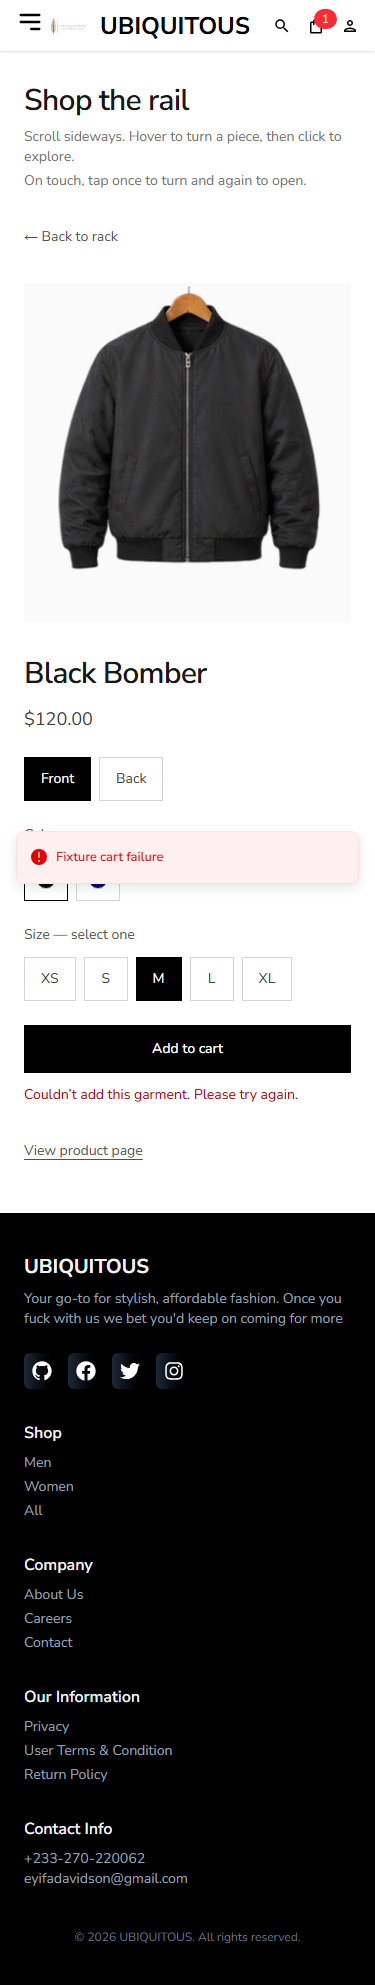 UBIQUITOUS
1
Shop the rail
Scroll sideways. Hover to turn a piece, then click to
explore.
On touch, tap once to turn and again to open.
← Back to rack
Black Bomber
$120.00
Front Back
Fixture cart failure
Size — select one
XS S M L XL
Add to cart
Couldn't add this garment. Please try again.
View product page
UBIQUITOUS
Your go-to for stylish, affordable fashion. Once you
fuck with us we bet you'd keep on coming for more
Shop
Men
Women
All
Company
About Us
Careers
Contact
Our Information
Privacy
User Terms & Condition
Return Policy
Contact Info
+233-270-220062
eyifadavidson@gmail.com
© 2026 UBIQUITOUS. All rights reserved.